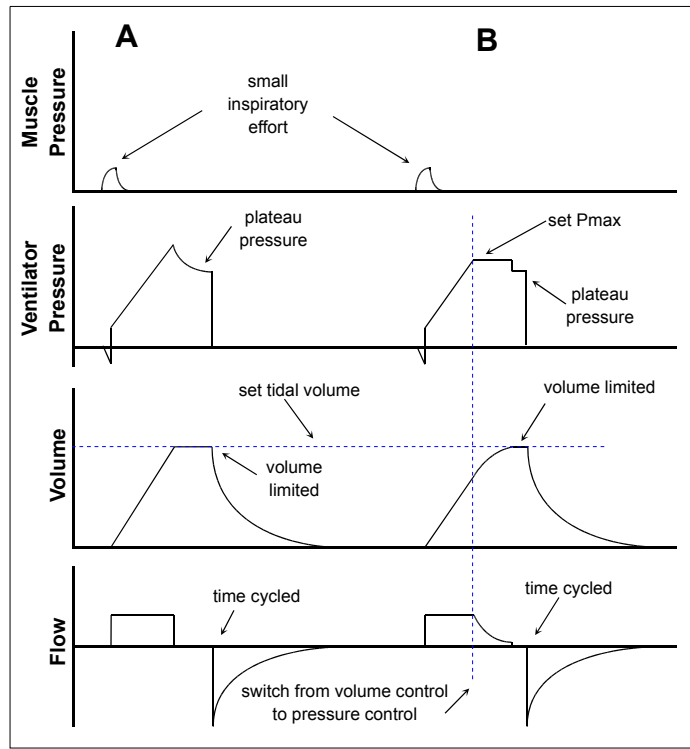 A
B
Muscle
Pressure
small
inspiratory
effort
Ventilator
Pressure
plateau
pressure
set Pmax
plateau
pressure
Volume
set tidal volume
volume limited
volume
limited
Flow
time cycled
time cycled
switch from volume control
to pressure control